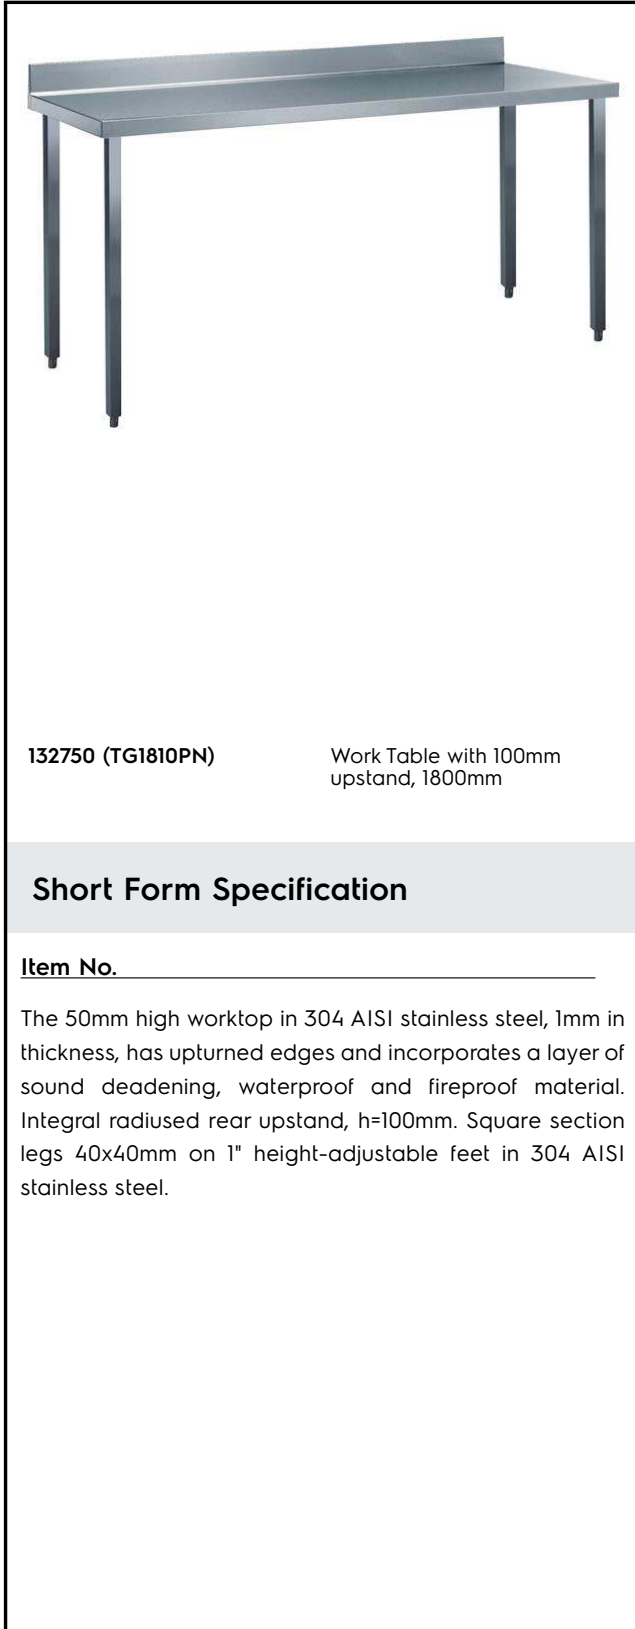 132750 (TG1810PN)
Work Table with 100mm
upstand, 1800mm
Short Form Specification
Item No.
The 50mm high worktop in 304 AISI stainless steel, 1mm in
thickness, has upturned edges and incorporates a layer of
sound deadening, waterproof and fireproof material.
Integral radiused rear upstand, h=100mm. Square section
legs 40x40mm on 1" height-adjustable feet in 304 AISI
stainless steel.